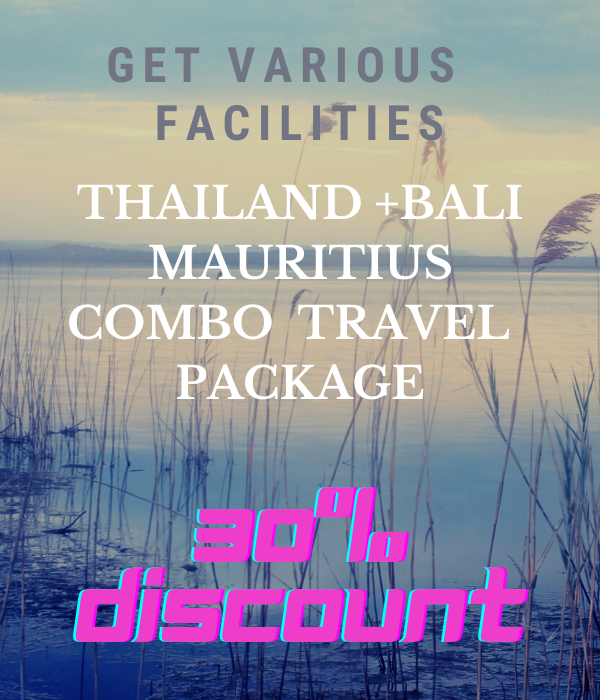 GET VARIOUS
FACILITIES
THAILAND +BALI
MAURITIUS
COMBO TRAVEL
PACKAGE
30%
discount